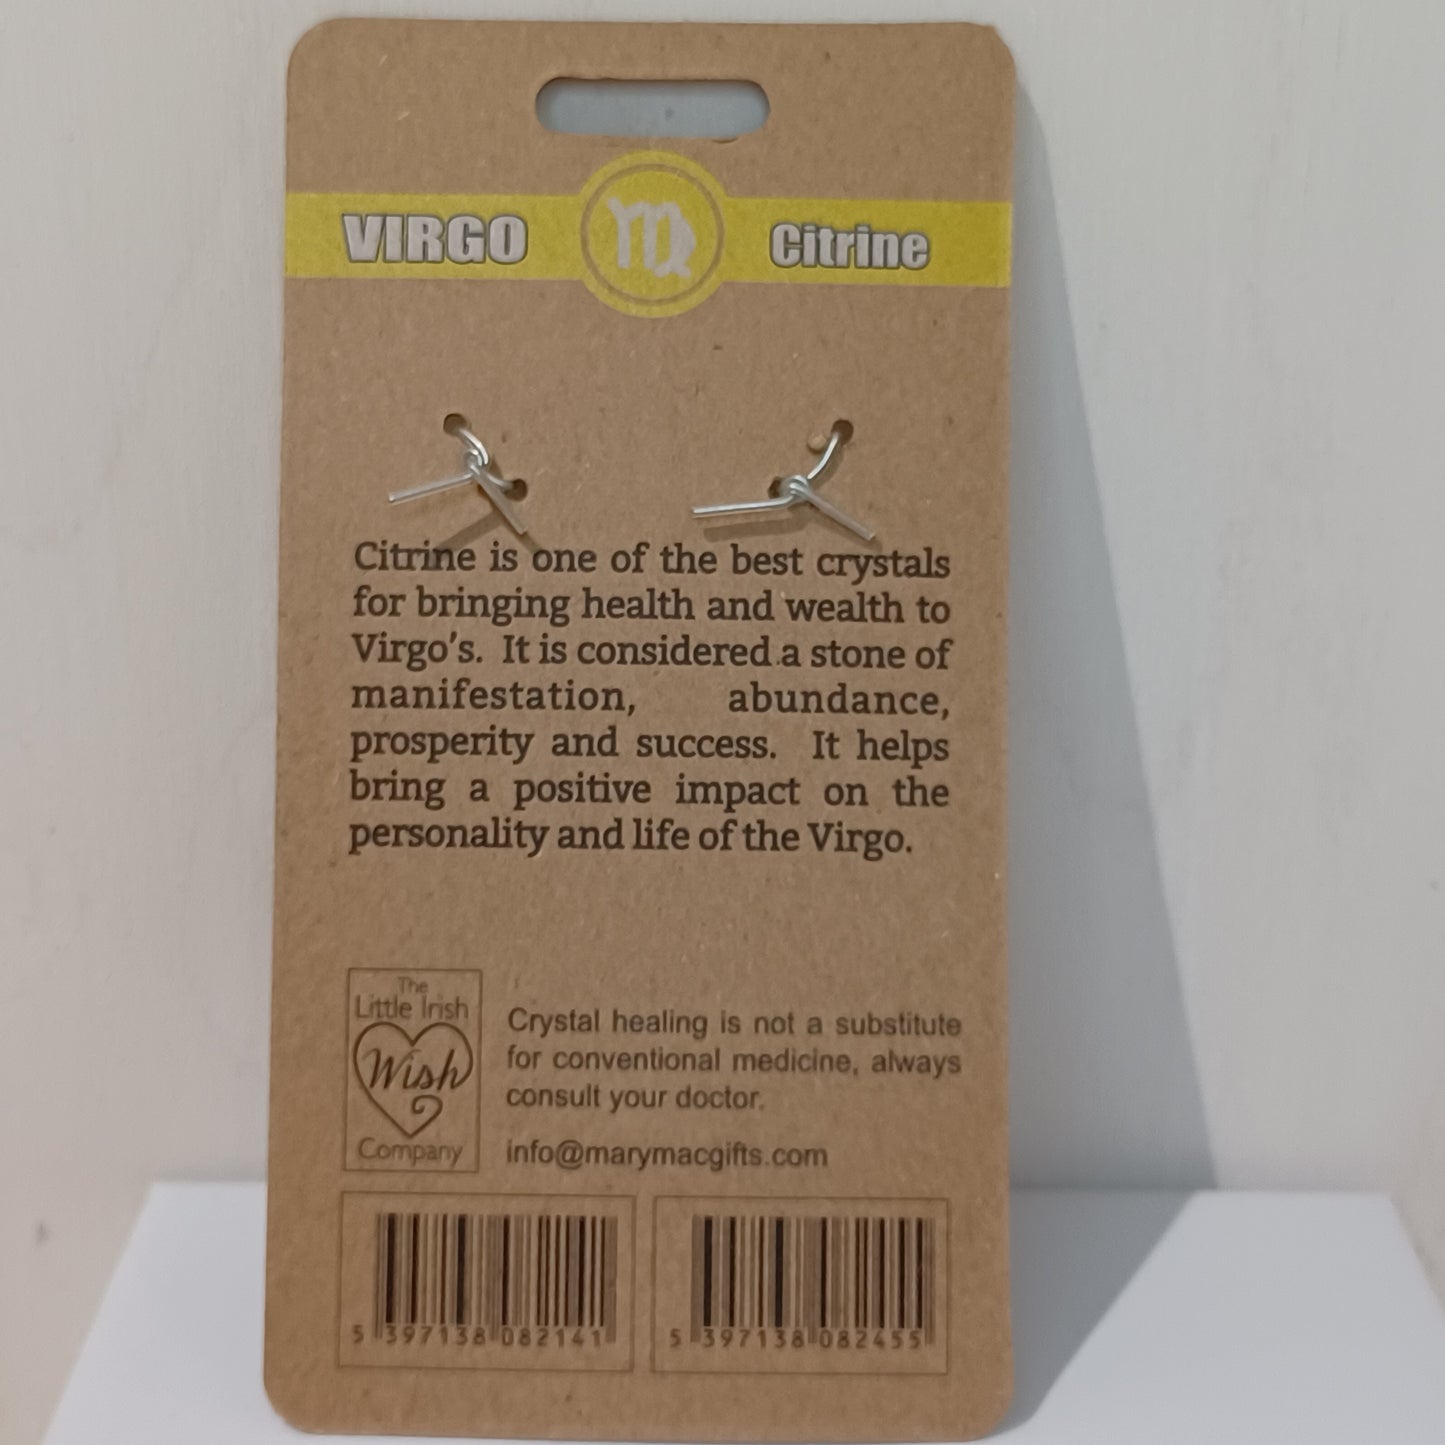 VIRGO Citrine
Citrine is one of the best crystals
for bringing health and wealth to
Virgo's. It is considered a stone of
manifestation, abundance,
prosperity and success. It helps
bring a positive impact on the
personality and life of the Virgo.
The
Little Irish
Wish
Company
Crystal healing is not a substitute
for conventional medicine, always
consult your doctor.
info@marymacgifts.com
5 397138 082141
5 397138 082455